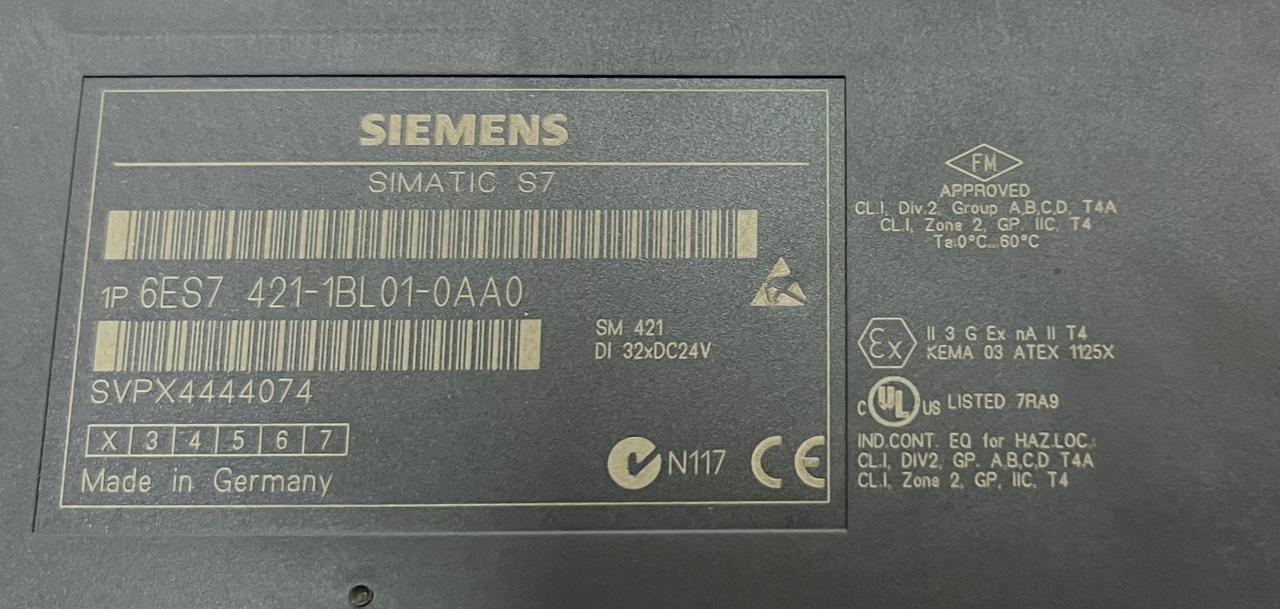 SIEMENS
SIMATIC S7
1P 6ES7 421-1BL01-0AA0
SM 421
DI 32xDC24V
SVPX4444074
X 3 4 5 6 7
Made in Germany
N117 CE
FM
APPROVED
CL.I, Div.2, Group A,B,C,D, T4A
CL.I, Zone 2, GP. IIC, T4
Ta:0°C...60°C
Ex II 3 G Ex nA II T4
KEMA 03 ATEX 1125X
C UL US LISTED 7RA9
IND.CONT. EQ for HAZ.LOC.:
CL.I, DIV.2, GP. A,B,C,D T4A
CL.I, Zone 2, GP, IIC, T4